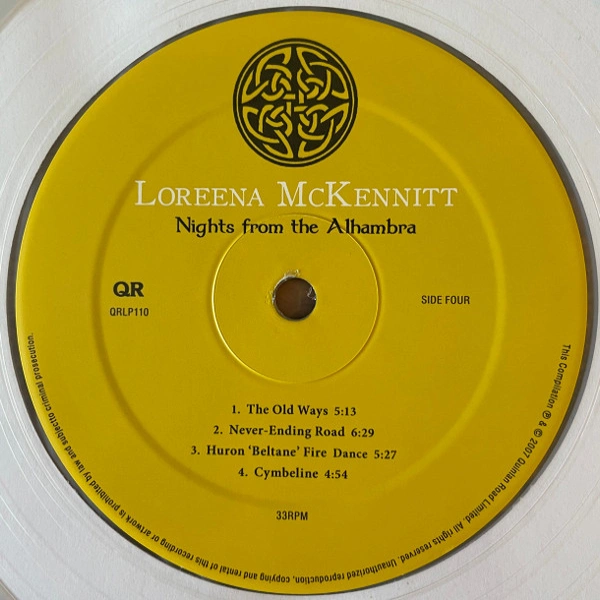 LOREENA MCKENNITT
Nights from the Alhambra
QR
QRLP110
SIDE FOUR
1. The Old Ways 5:13
2. Never-Ending Road 6:29
3. Huron ‘Beltane’ Fire Dance 5:27
4. Cymbeline 4:54
33RPM
This Compilation ℗ & © 2007 Quinlan Road Limited. All rights reserved. Unauthorized reproduction, copying and rental of this recording or artwork is prohibited by law and subject to criminal prosecution.